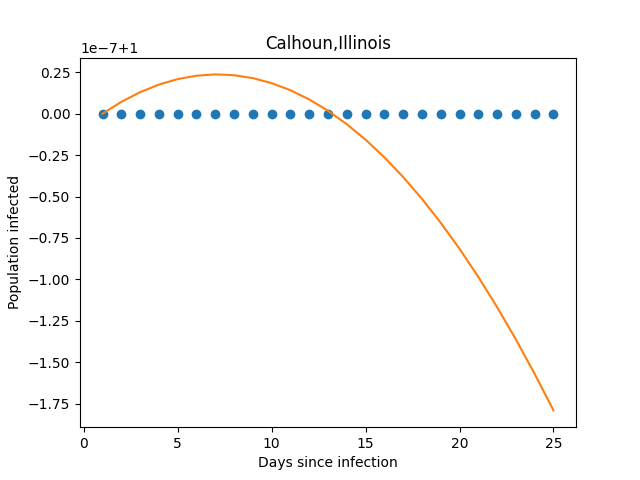 Calhoun,Illinois
1e−7+1
0.25
0.00
−0.25
−0.50
−0.75
−1.00
−1.25
−1.50
−1.75
Population infected
0 5 10 15 20 25
Days since infection